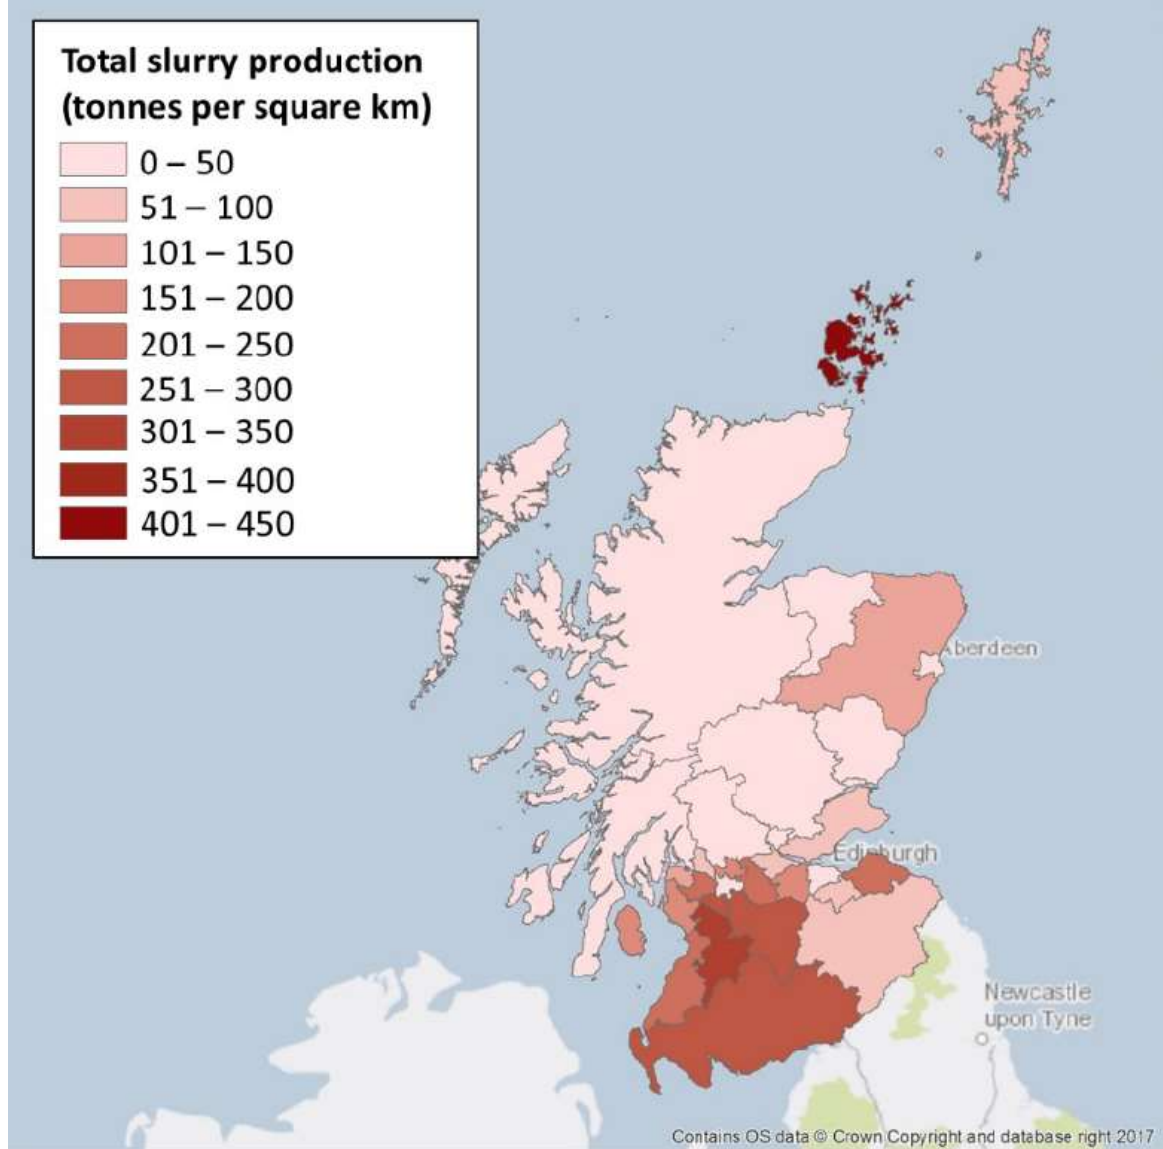 Total slurry production
(tonnes per square km)
0 – 50
51 – 100
101 – 150
151 – 200
201 – 250
251 – 300
301 – 350
351 – 400
401 – 450
Aberdeen
Edinburgh
Newcastle
upon Tyne
Contains OS data © Crown Copyright and database right 2017